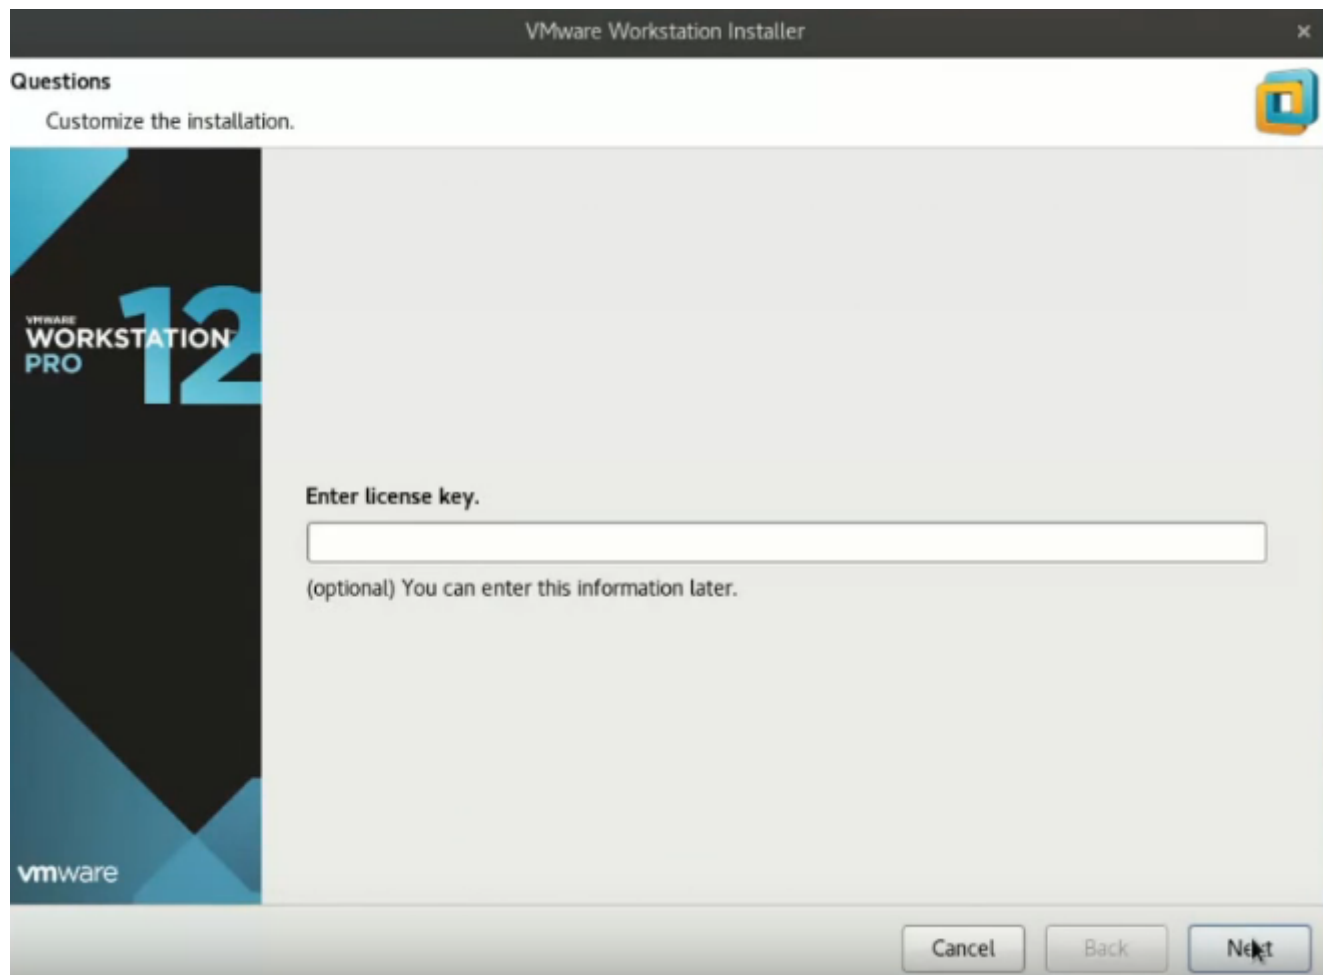 VMware Workstation Installer
×
Questions
Customize the installation.
VMWARE
WORKSTATION 12
PRO
Enter license key.
(optional) You can enter this information later.
vmware
Cancel
Back
Next